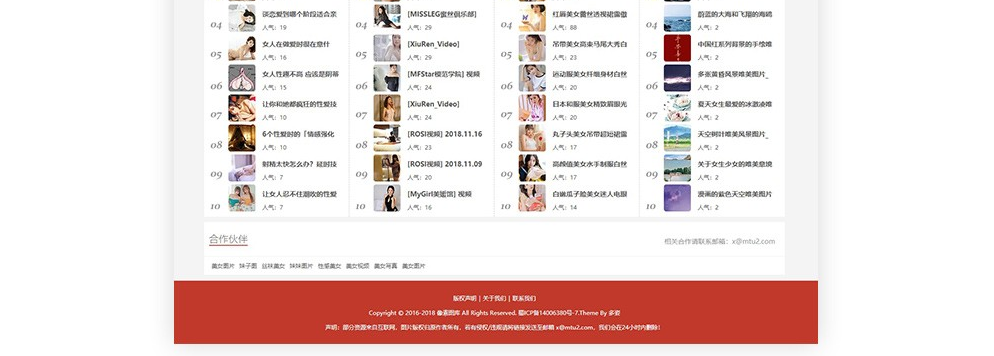 04 谈恋爱到哪个阶段适合亲
人气：19
05 女人在做爱时现在意什
人气：29
06 女人性趣不高 应该是阴蒂
人气：15
07 让你和她都疯狂的性爱技
人气：10
08 6个性爱时的「情感强化
人气：10
09 射精太快怎么办？延时技
人气：7
10 让女人忍不住潮吹的性爱
人气：7
04 [MISSLEG蜜丝俱乐部]
人气：29
05 [XiuRen_Video]
人气：29
06 [MFStar模范学院] 视频
人气：24
07 [XiuRen_Video]
人气：24
08 [ROSI视频] 2018.11.16
人气：23
09 [ROSI视频] 2018.11.09
人气：20
10 [MyGirl美媛馆] 视频
人气：16
04 红唇美女蕾丝透视裙雪傲
人气：88
05 吊带美女高束马尾大秀白
人气：23
06 运动服美女纤细身材白丝
人气：20
07 日本和服美女精致眉眼光
人气：20
08 丸子头美女吊带超短裙雪
人气：17
09 高颜值美女水手制服白丝
人气：17
10 白嫩瓜子脸美女迷人电眼
人气：14
04 蔚蓝的大海和飞翔的海鸥
人气：2
05 中国红系列背景的手绘难
人气：2
06 多张黄昏风景唯美图片_
人气：2
07 夏天女生最爱的冰激凌难
人气：2
08 天空树叶唯美风景图片_
人气：2
09 关于女生少女的唯美意境
人气：2
10 漫画的紫色天空唯美图片
人气：2
合作伙伴
相关合作请联系邮箱：x@mtu2.com
美女图片 妹子图 丝袜美女 妹妹图片 性感美女 美女视频 美女写真 美女图片
版权声明 | 关于我们 | 联系我们
Copyright © 2016-2018 像素图库 All Rights Reserved. 蜀ICP备14006380号-7.Theme By 多姿
声明：部分资源来自互联网，图片版权归原作者所有，若有侵权/违规请将链接发送至邮箱 x@mtu2.com，我们会在24小时内删除！